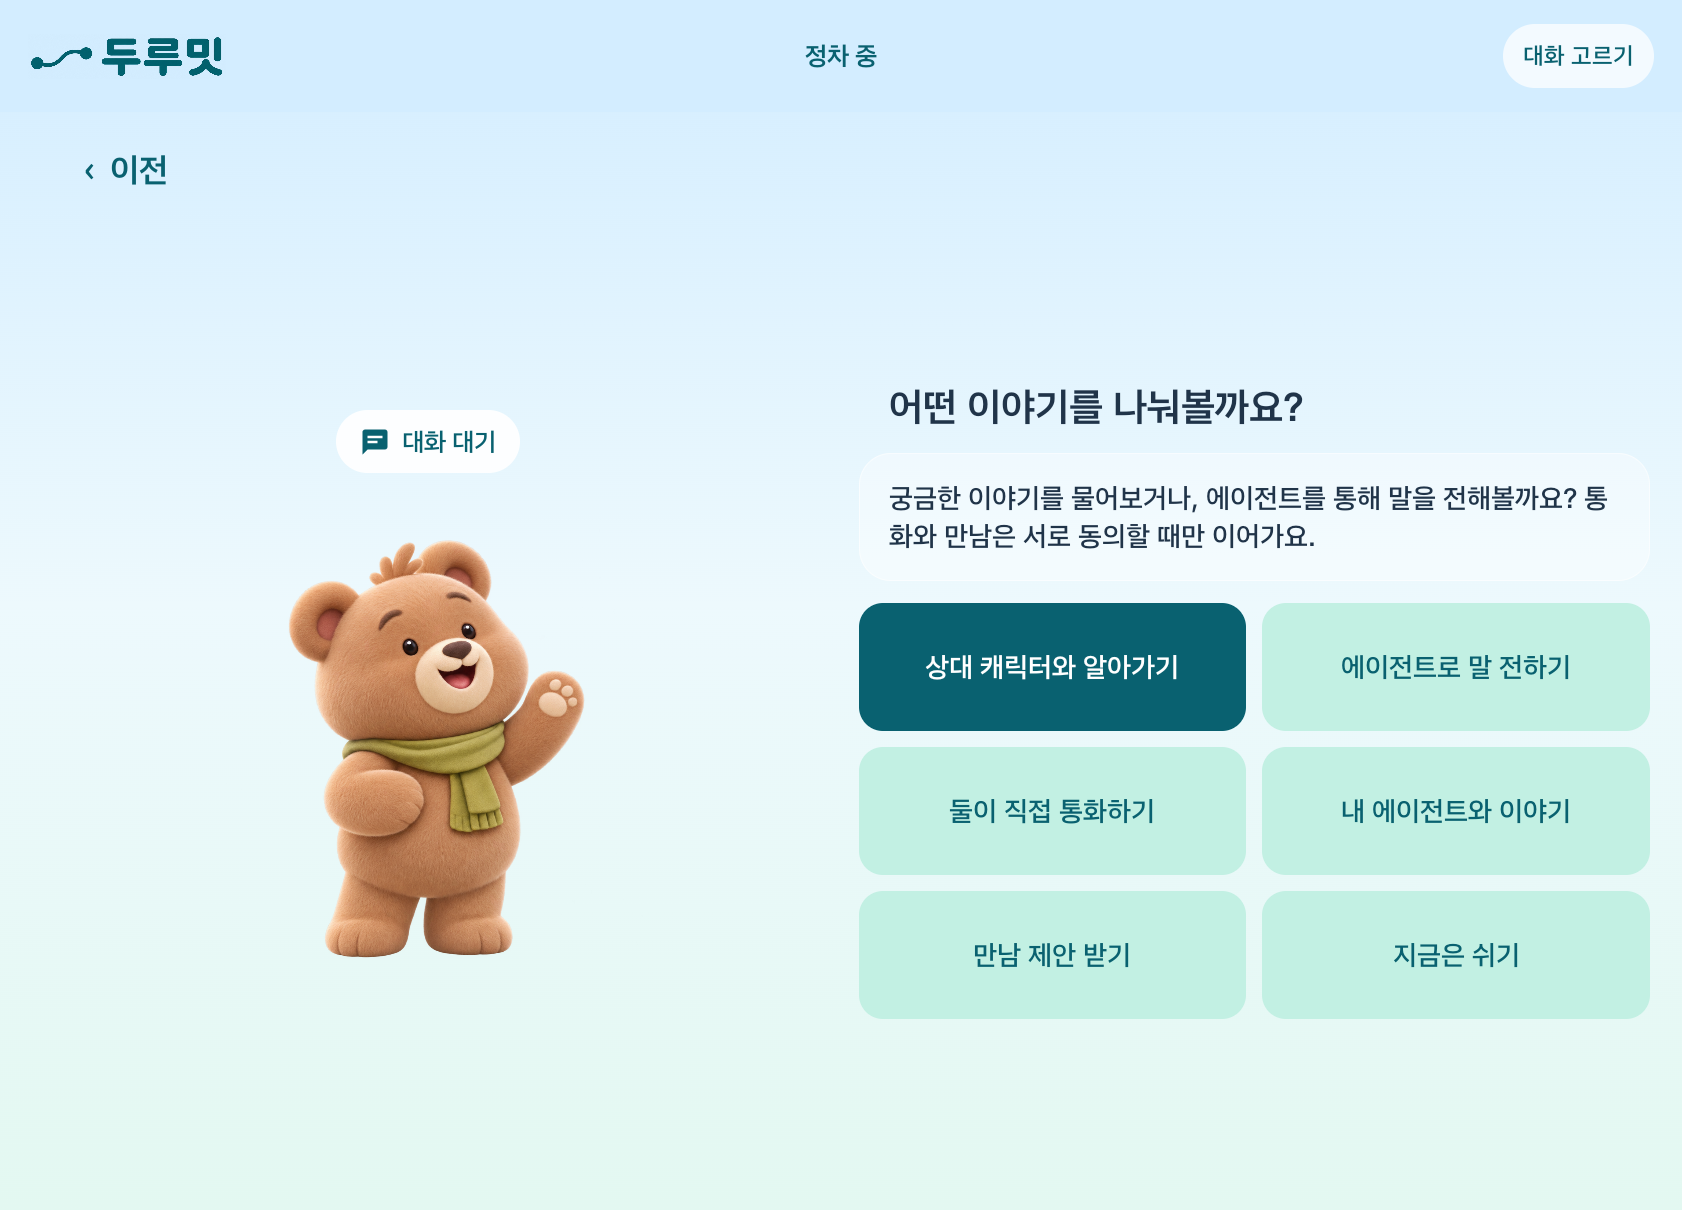 두루밋
정차 중
대화 고르기
‹ 이전
대화 대기
어떤 이야기를 나눠볼까요?
궁금한 이야기를 물어보거나, 에이전트를 통해 말을 전해볼까요? 통
화와 만남은 서로 동의할 때만 이어가요.
상대 캐릭터와 알아가기
에이전트로 말 전하기
둘이 직접 통화하기
내 에이전트와 이야기
만남 제안 받기
지금은 쉬기